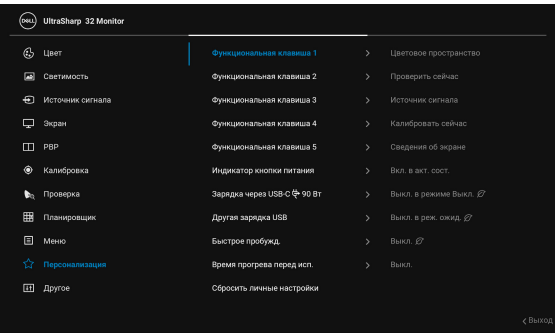 DELL UltraSharp 32 Monitor
Цвет Функциональная клавиша 1 Цветовое пространство
Светимость Функциональная клавиша 2 Проверить сейчас
Источник сигнала Функциональная клавиша 3 Источник сигнала
Экран Функциональная клавиша 4 Калибровать сейчас
PBP Функциональная клавиша 5 Сведения об экране
Калибровка Индикатор кнопки питания Вкл. в акт. сост.
Проверка Зарядка через USB-C 90 Вт Выкл. в режиме Выкл.
Планировщик Другая зарядка USB Выкл. в реж. ожид.
Меню Быстрое пробужд. Выкл.
Персонализация Время прогрева перед исп. Выкл.
Другое Сбросить личные настройки
Выход